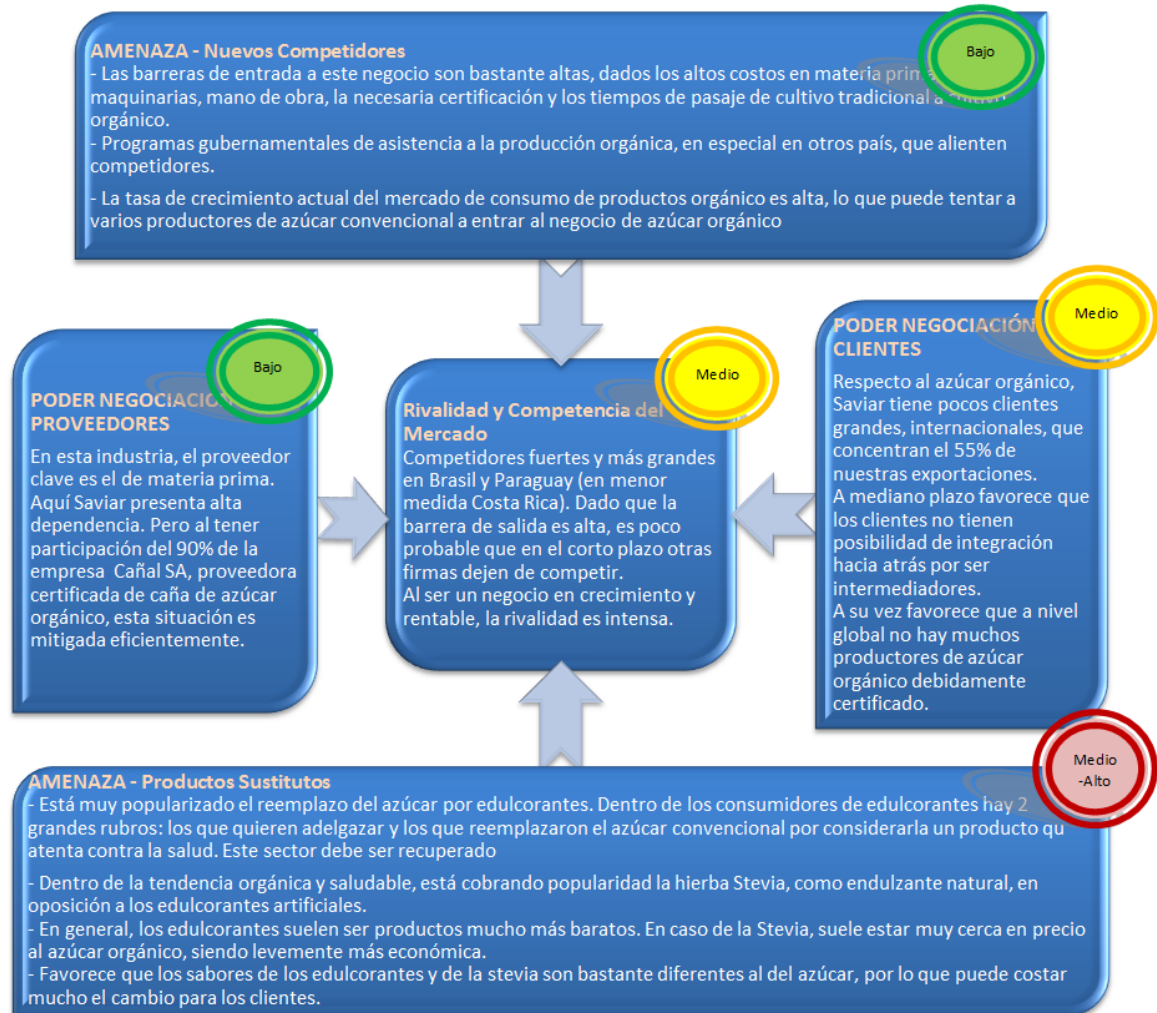 AMENAZA - Nuevos Competidores
Bajo
- Las barreras de entrada a este negocio son bastante altas, dados los altos costos en materia prima
maquinarias, mano de obra, la necesaria certificación y los tiempos de pasaje de cultivo tradicional a cultivo
orgánico.
- Programas gubernamentales de asistencia a la producción orgánica, en especial en otros país, que alienten
competidores.
- La tasa de crecimiento actual del mercado de consumo de productos orgánico es alta, lo que puede tentar a
varios productores de azúcar convencional a entrar al negocio de azúcar orgánico
Bajo
PODER NEGOCIACIÓN
PROVEEDORES
En esta industria, el proveedor
clave es el de materia prima.
Aquí Saviar presenta alta
dependencia. Pero al tener
participación del 90% de la
empresa Cañal SA, proveedora
certificada de caña de azúcar
orgánico, esta situación es
mitigada eficientemente.
Medio
Rivalidad y Competencia del
Mercado
Competidores fuertes y más grandes
en Brasil y Paraguay (en menor
medida Costa Rica). Dado que la
barrera de salida es alta, es poco
probable que en el corto plazo otras
firmas dejen de competir.
Al ser un negocio en crecimiento y
rentable, la rivalidad es intensa.
Medio
PODER NEGOCIACIÓN
CLIENTES
Respecto al azúcar orgánico,
Saviar tiene pocos clientes
grandes, internacionales, que
concentran el 55% de
nuestras exportaciones.
A mediano plazo favorece que
los clientes no tienen
posibilidad de integración
hacia atrás por ser
intermediadores.
A su vez favorece que a nivel
global no hay muchos
productores de azúcar
orgánico debidamente
certificado.
Medio
-Alto
AMENAZA - Productos Sustitutos
- Está muy popularizado el reemplazo del azúcar por edulcorantes. Dentro de los consumidores de edulcorantes hay 2
grandes rubros: los que quieren adelgazar y los que reemplazaron el azúcar convencional por considerarla un producto qu
atenta contra la salud. Este sector debe ser recuperado
- Dentro de la tendencia orgánica y saludable, está cobrando popularidad la hierba Stevia, como endulzante natural, en
oposición a los edulcorantes artificiales.
- En general, los edulcorantes suelen ser productos mucho más baratos. En caso de la Stevia, suele estar muy cerca en precio
al azúcar orgánico, siendo levemente más económica.
- Favorece que los sabores de los edulcorantes y de la stevia son bastante diferentes al del azúcar, por lo que puede costar
mucho el cambio para los clientes.